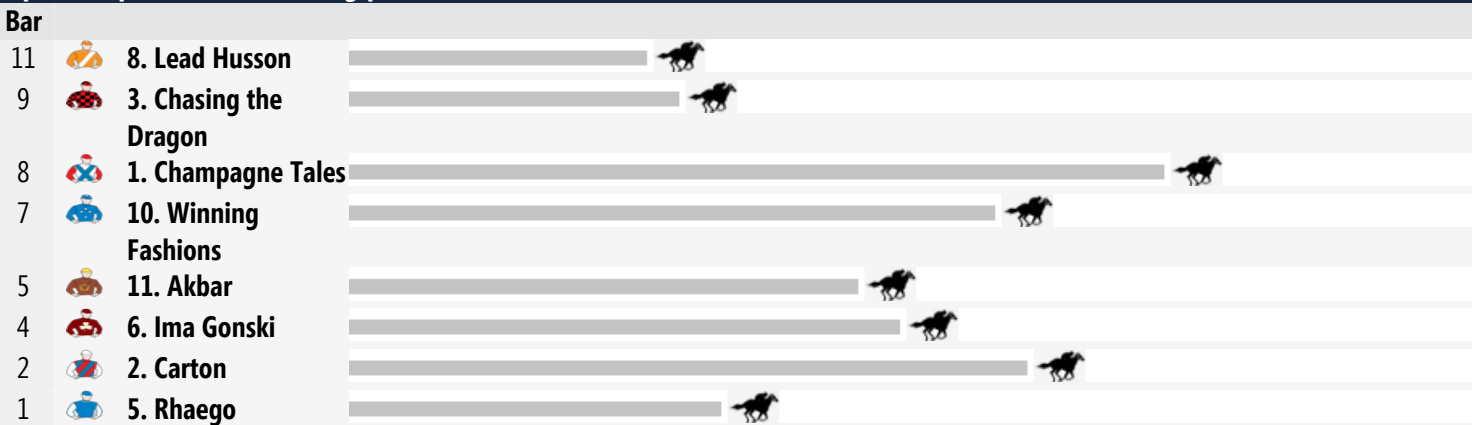 Bar
11 8. Lead Husson
9 3. Chasing the
Dragon
8 1. Champagne Tales
7 10. Winning
Fashions
5 11. Akbar
4 6. Ima Gonski
2 2. Carton
1 5. Rhaego